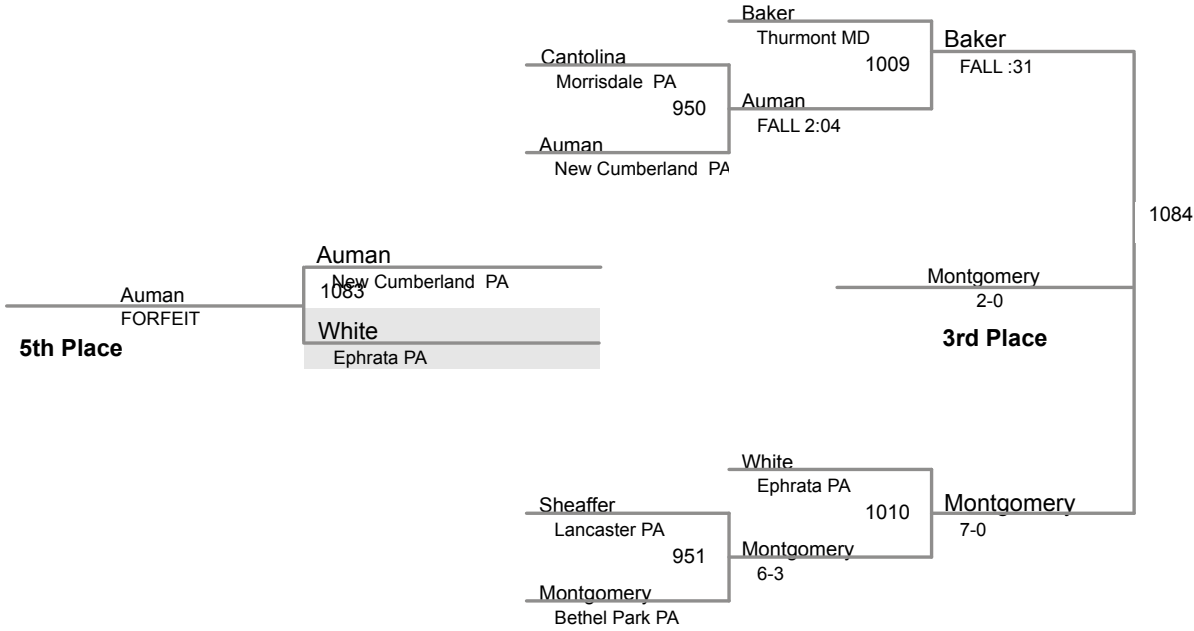 Baker
Thurmont MD
1009
Baker
FALL :31
Cantolina
Morrisdale  PA
950
Auman
FALL 2:04
Auman
New Cumberland  PA
1084
Auman
New Cumberland  PA
1083
Auman
FORFEIT
5th Place
White
Ephrata PA
Montgomery
2-0
3rd Place
White
Ephrata PA
1010
Montgomery
7-0
Sheaffer
Lancaster PA
951
Montgomery
6-3
Montgomery
Bethel Park PA